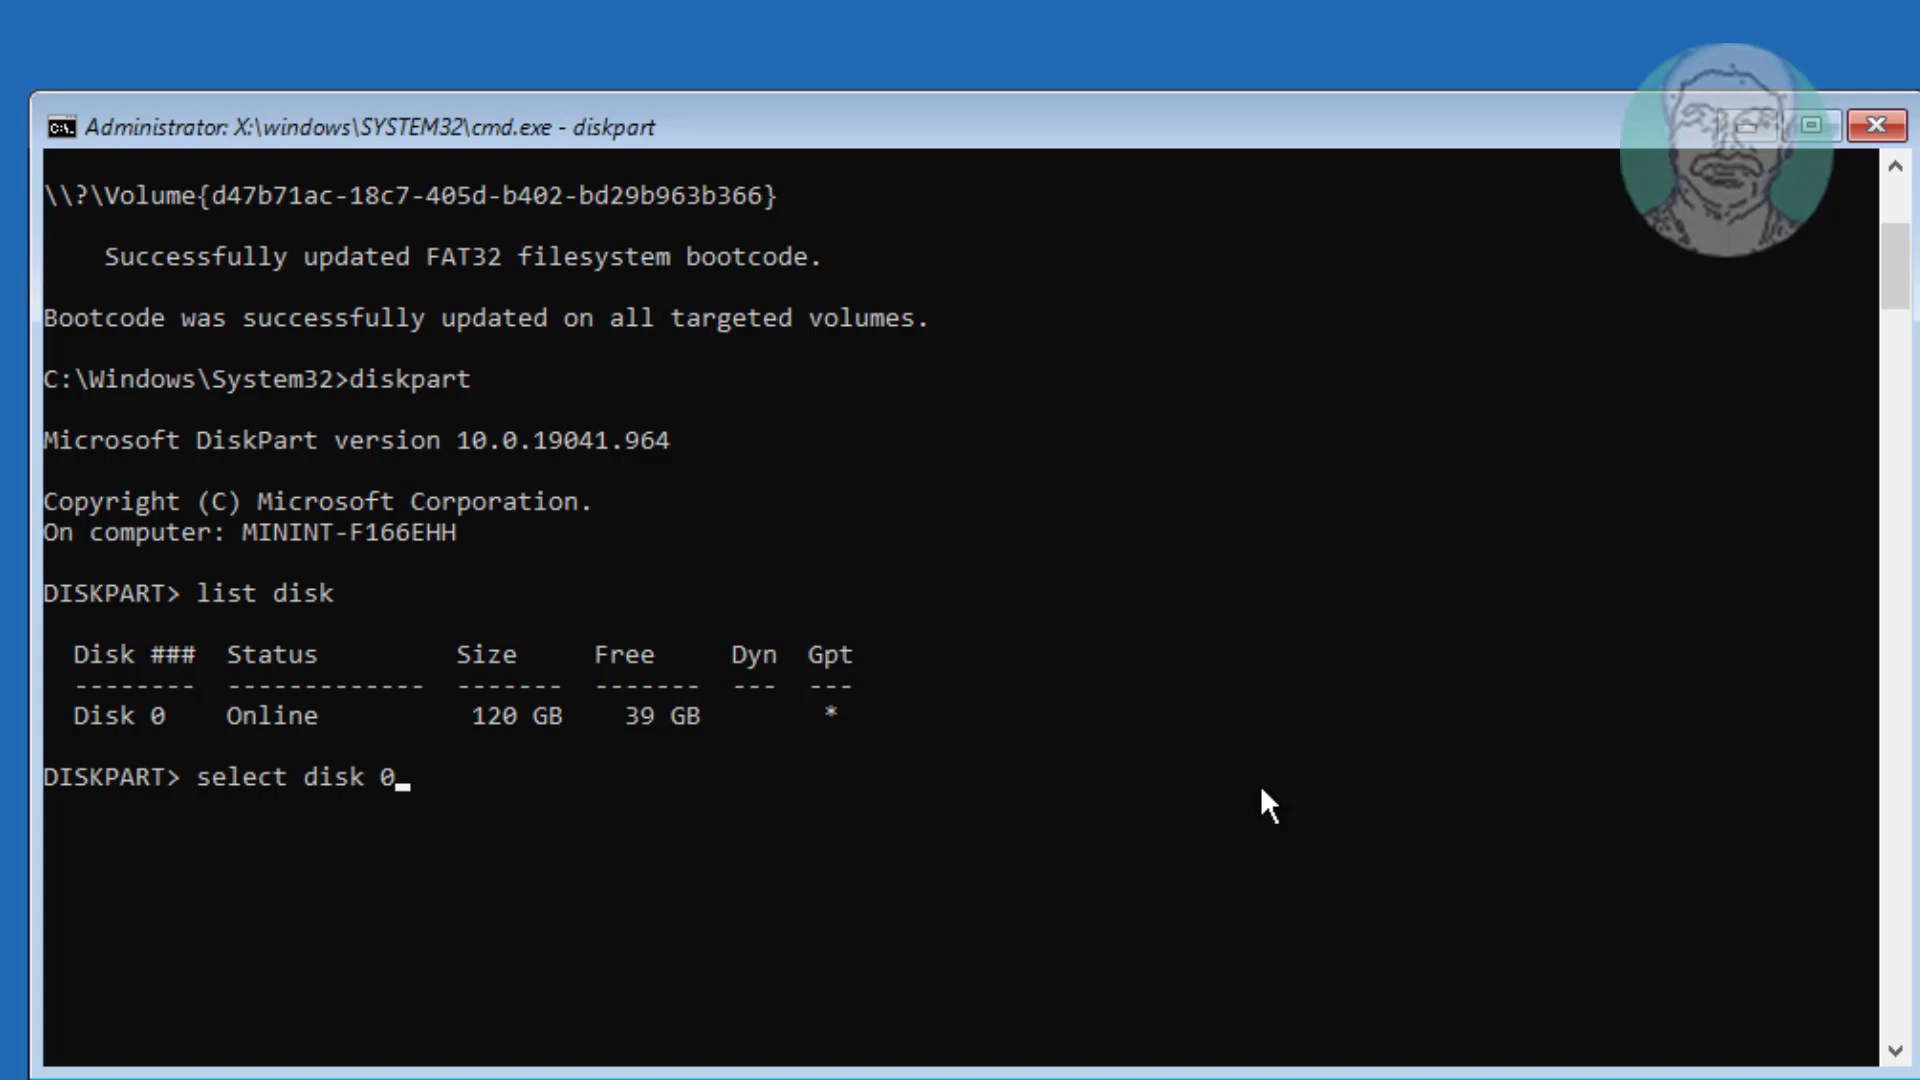 Administrator: X:\windows\SYSTEM32\cmd.exe - diskpart
\\?\Volume{d47b71ac-18c7-405d-b402-bd29b963b366}
Successfully updated FAT32 filesystem bootcode.
Bootcode was successfully updated on all targeted volumes.
C:\Windows\System32>diskpart
Microsoft DiskPart version 10.0.19041.964
Copyright (C) Microsoft Corporation.
On computer: MININT-F166EHH
DISKPART> list disk
Disk ###  Status         Size     Free     Dyn  Gpt
--------  -------------  -------  -------  ---  ---
Disk 0    Online          120 GB    39 GB        *
DISKPART> select disk 0